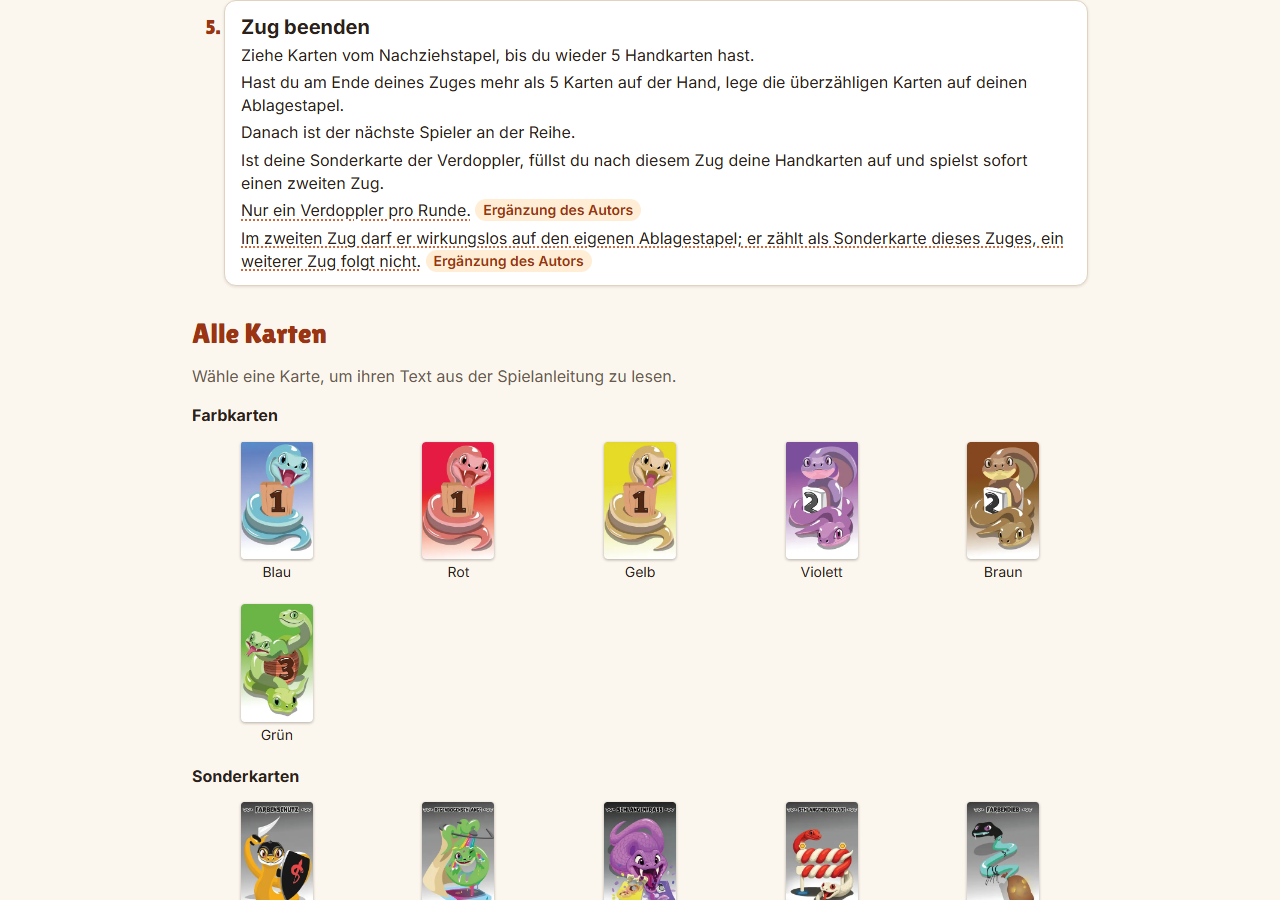 5.
Zug beenden
Ziehe Karten vom Nachziehstapel, bis du wieder 5 Handkarten hast.
Hast du am Ende deines Zuges mehr als 5 Karten auf der Hand, lege die überzähligen Karten auf deinen
Ablagestapel.
Danach ist der nächste Spieler an der Reihe.
Ist deine Sonderkarte der Verdoppler, füllst du nach diesem Zug deine Handkarten auf und spielst sofort
einen zweiten Zug.
Nur ein Verdoppler pro Runde. Ergänzung des Autors
Im zweiten Zug darf er wirkungslos auf den eigenen Ablagestapel; er zählt als Sonderkarte dieses Zuges, ein
weiterer Zug folgt nicht. Ergänzung des Autors
Alle Karten
Wähle eine Karte, um ihren Text aus der Spielanleitung zu lesen.
Farbkarten
1 1 1 2 2
Blau Rot Gelb Violett Braun
3
Grün
Sonderkarten
FARBENSCHUTZ FARBENDIEB